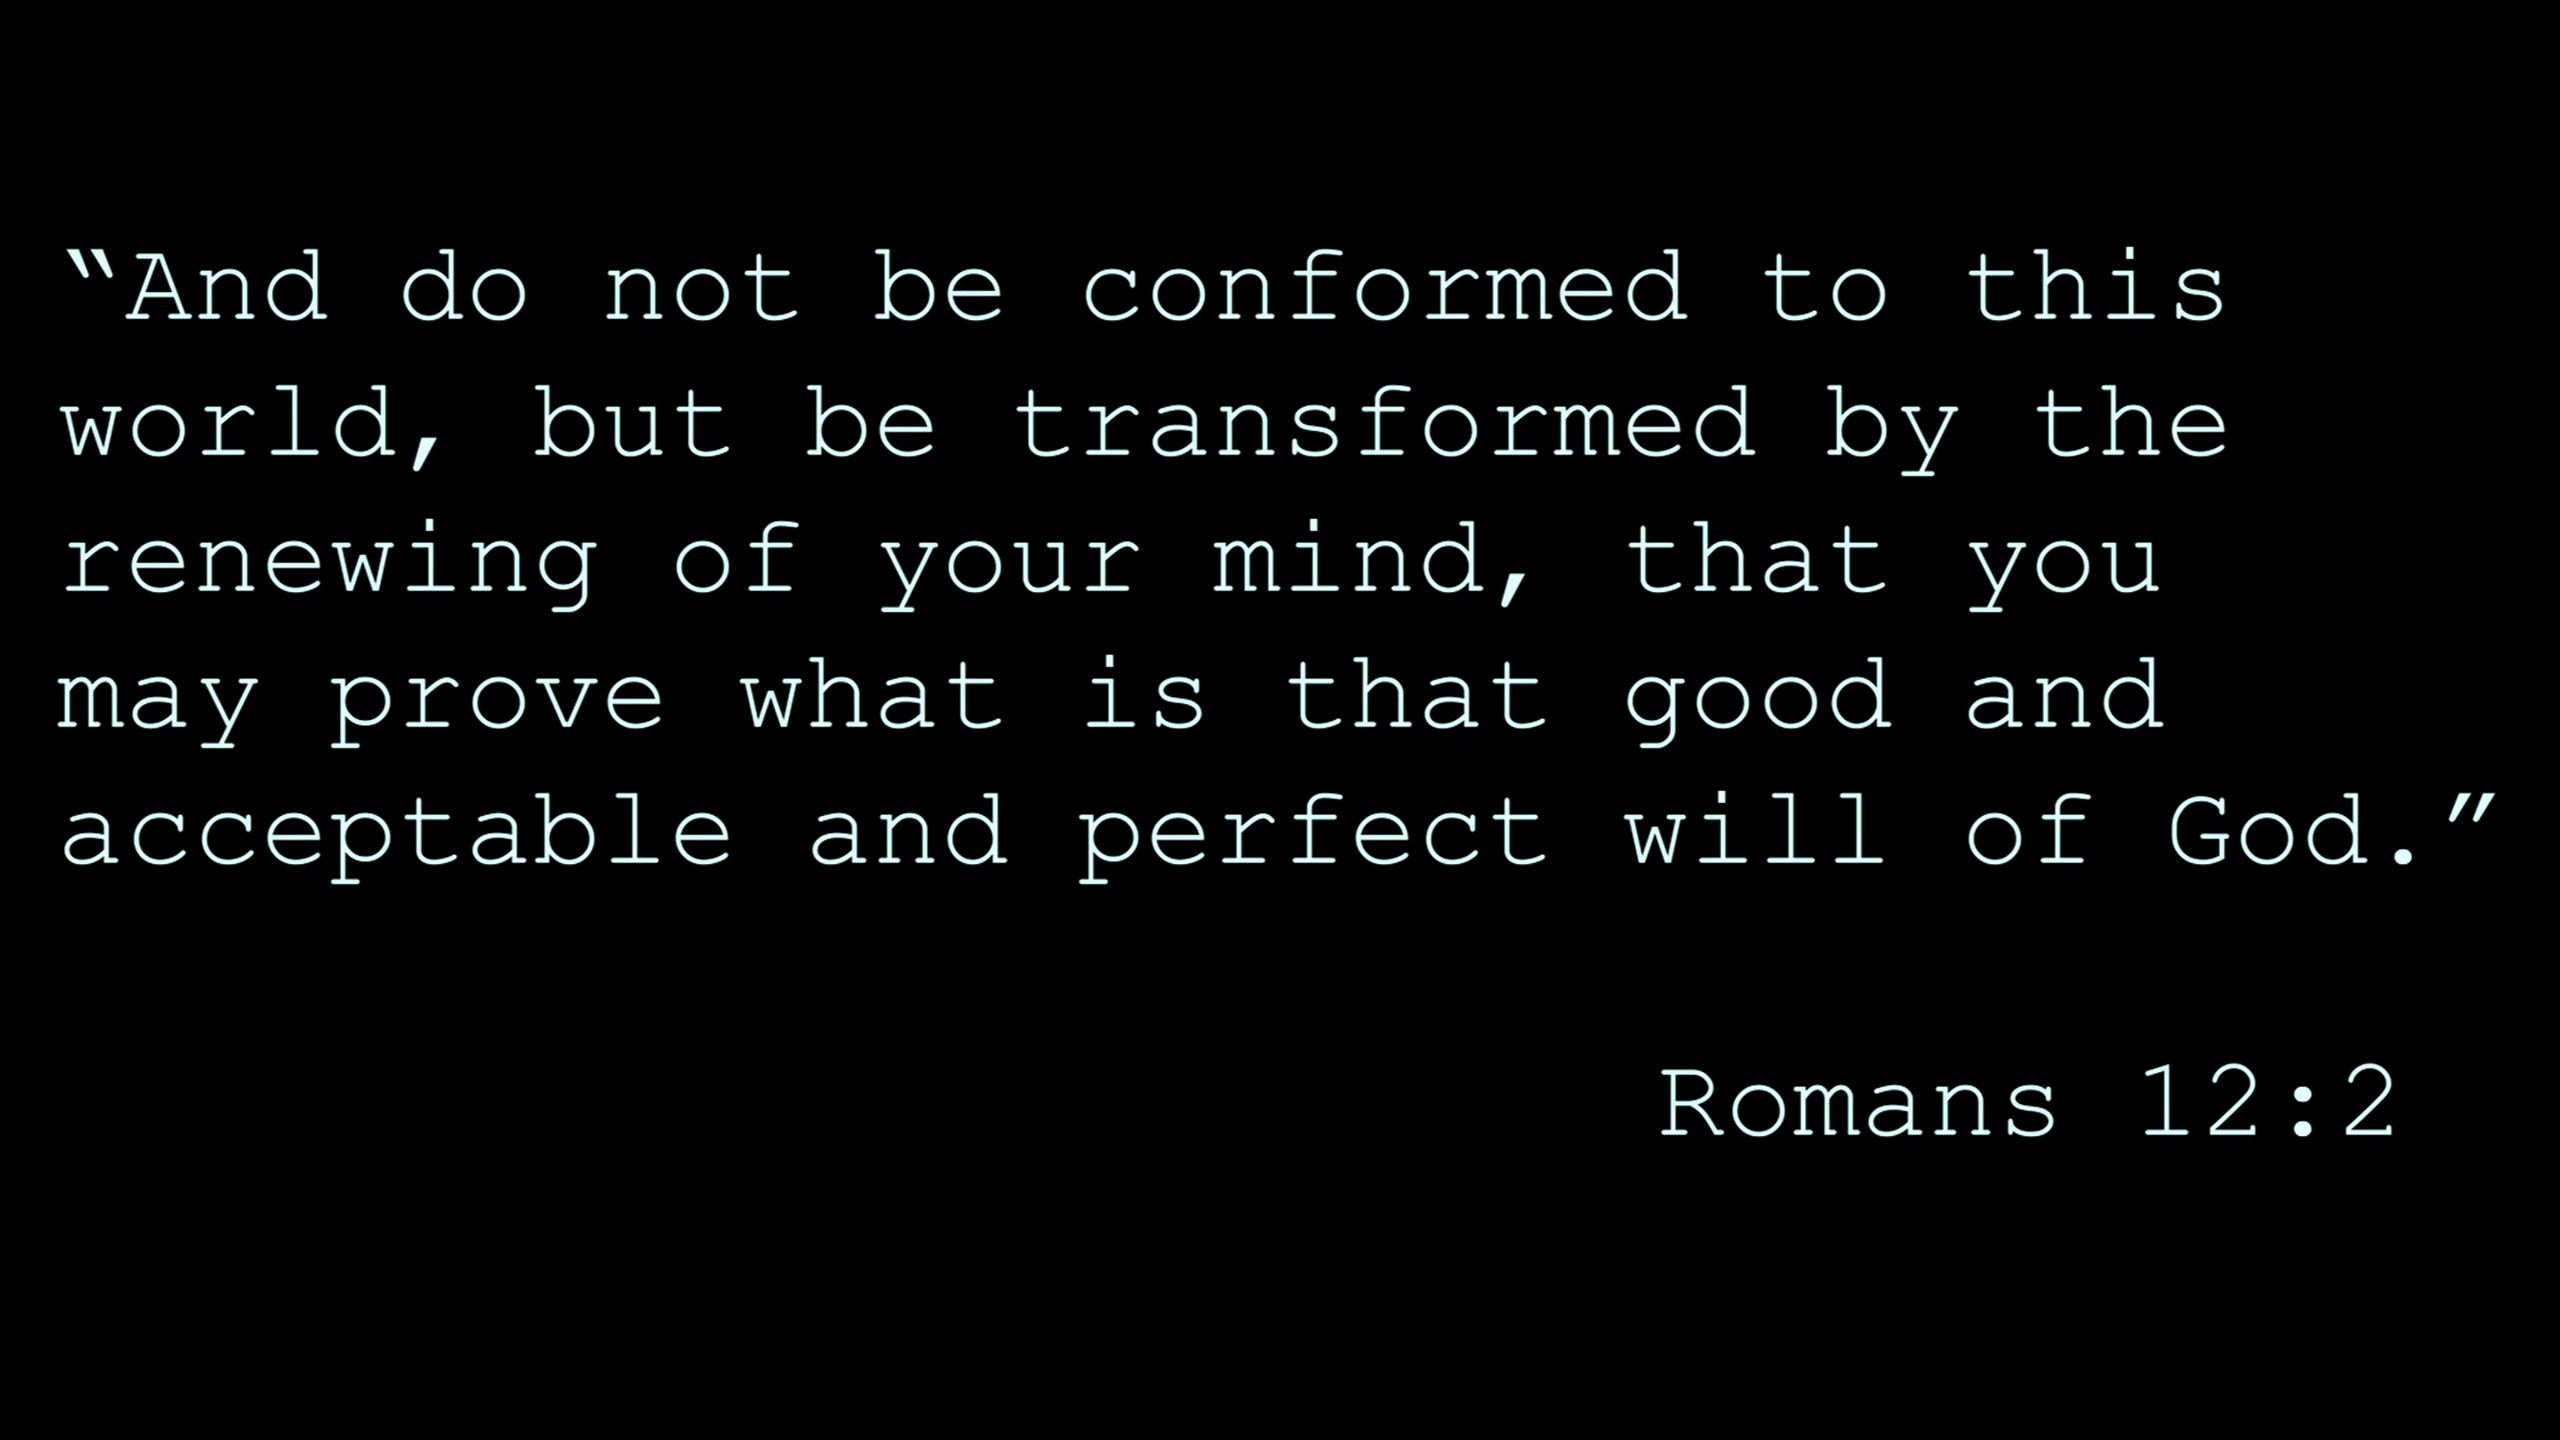 “And do not be conformed to this
world, but be transformed by the
renewing of your mind, that you
may prove what is that good and
acceptable and perfect will of God.”
Romans 12:2